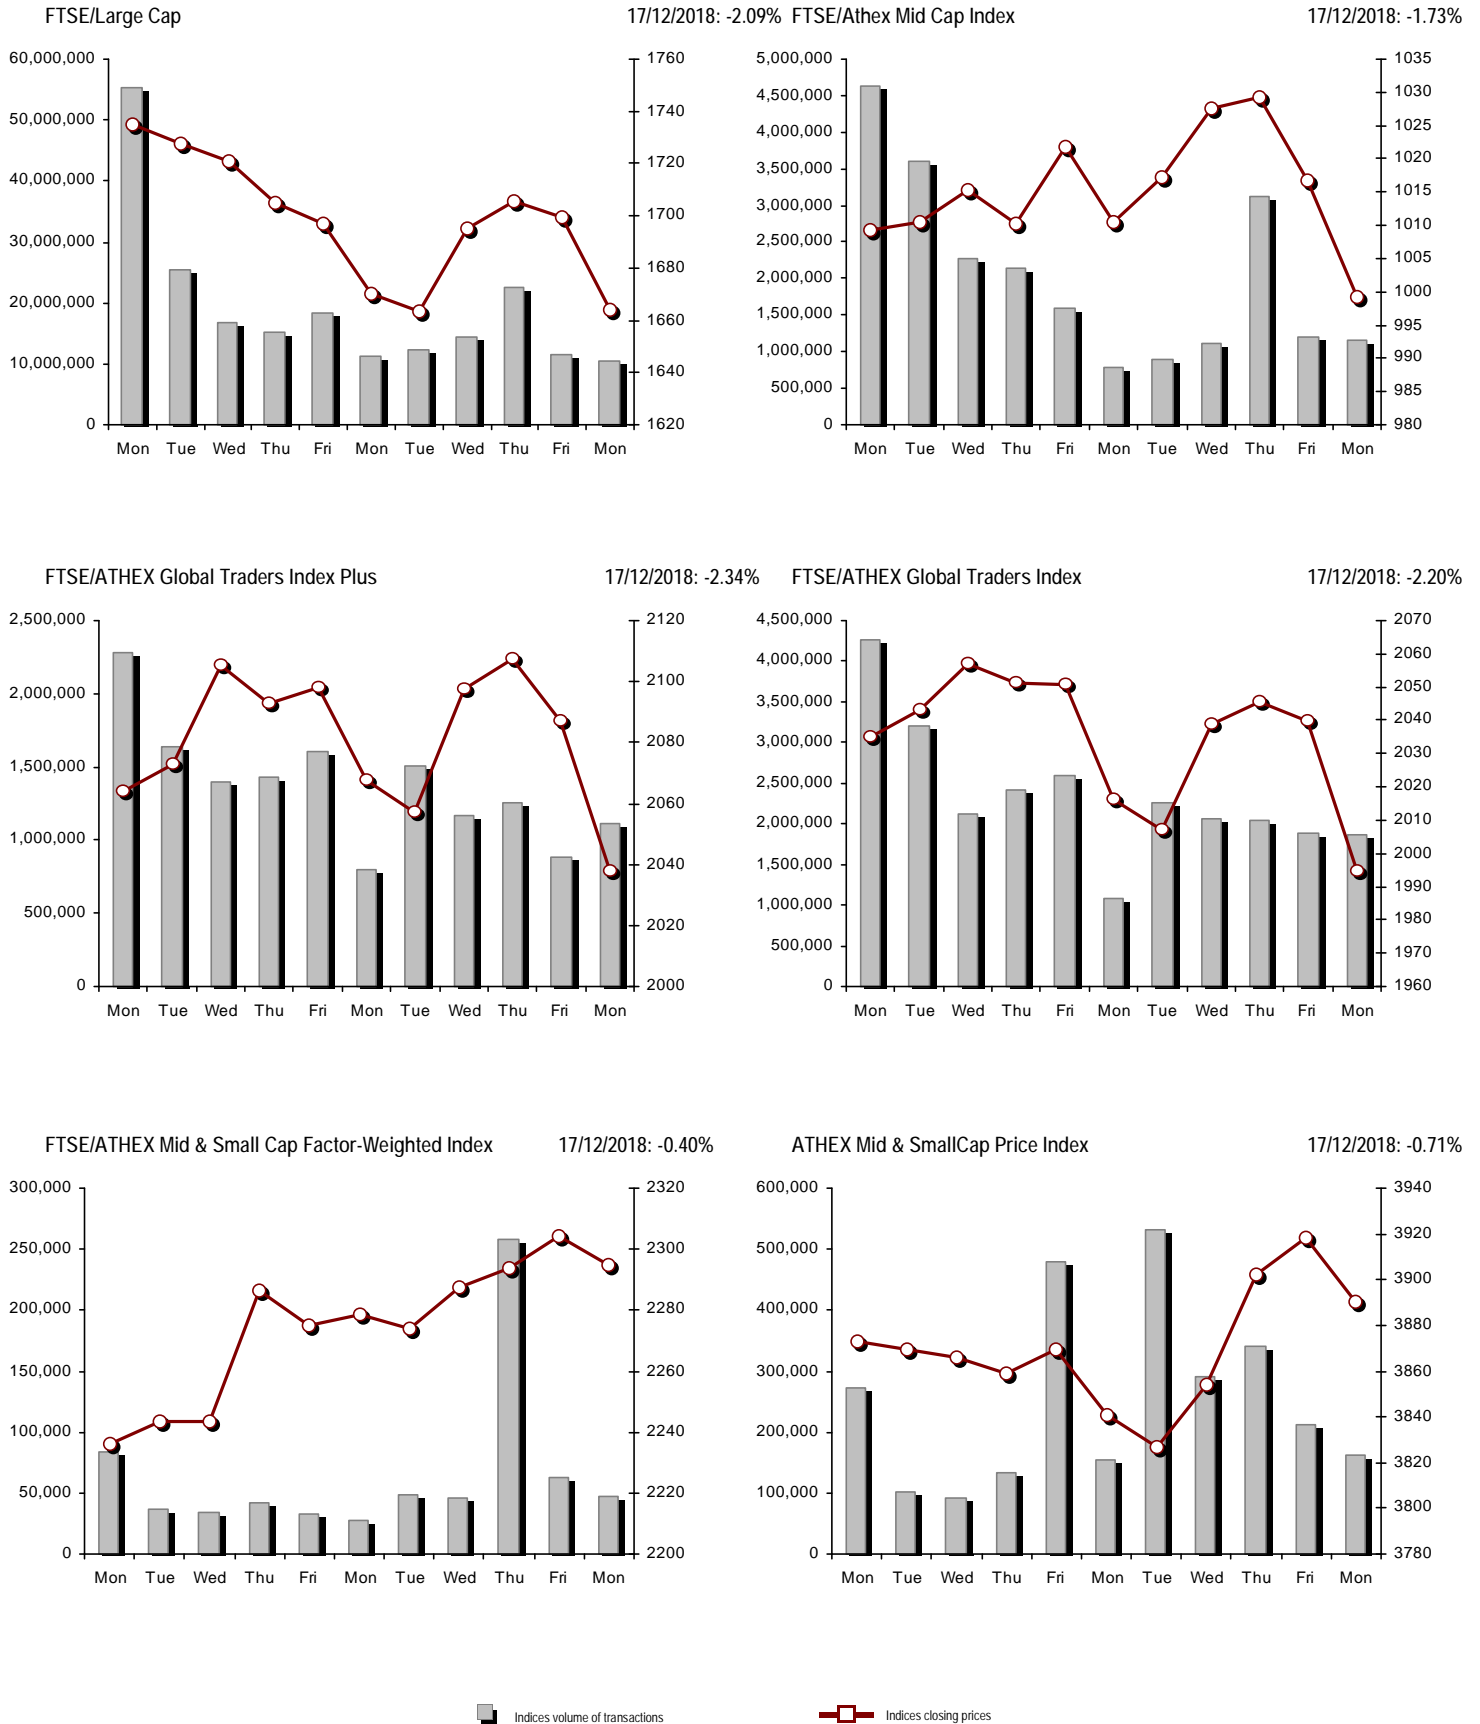 FTSE/Large Cap 17/12/2018: -2.09% FTSE/Athex Mid Cap Index 17/12/2018: -1.73%
60,000,000 1760 5,000,000 1035
50,000,000 1740 4,500,000 1030
40,000,000 1720 4,000,000 1025
30,000,000 1700 3,500,000 1020
20,000,000 1680 3,000,000 1015
10,000,000 1660 2,500,000 1010
0 1640 2,000,000 1005
1620 1,500,000 1000
1,000,000 995
500,000 990
0 985
980
Mon Tue Wed Thu Fri Mon Tue Wed Thu Fri Mon Mon Tue Wed Thu Fri Mon Tue Wed Thu Fri Mon
FTSE/ATHEX Global Traders Index Plus 17/12/2018: -2.34% FTSE/ATHEX Global Traders Index 17/12/2018: -2.20%
2,500,000 2120 4,500,000 2070
2,000,000 2100 4,000,000 2060
1,500,000 2080 3,500,000 2050
1,000,000 2060 3,000,000 2040
500,000 2040 2,500,000 2030
0 2020 2,000,000 2020
2000 1,500,000 2010
1,000,000 2000
500,000 1990
0 1980
1970
1960
Mon Tue Wed Thu Fri Mon Tue Wed Thu Fri Mon Mon Tue Wed Thu Fri Mon Tue Wed Thu Fri Mon
FTSE/ATHEX Mid & Small Cap Factor-Weighted Index 17/12/2018: -0.40% ATHEX Mid & SmallCap Price Index 17/12/2018: -0.71%
300,000 2320 600,000 3940
250,000 2300 500,000 3920
200,000 2280 400,000 3900
150,000 2260 300,000 3880
100,000 2240 200,000 3860
50,000 2220 100,000 3840
0 2200 0 3820
3800
3780
Mon Tue Wed Thu Fri Mon Tue Wed Thu Fri Mon Mon Tue Wed Thu Fri Mon Tue Wed Thu Fri Mon
Indices volume of transactions Indices closing prices